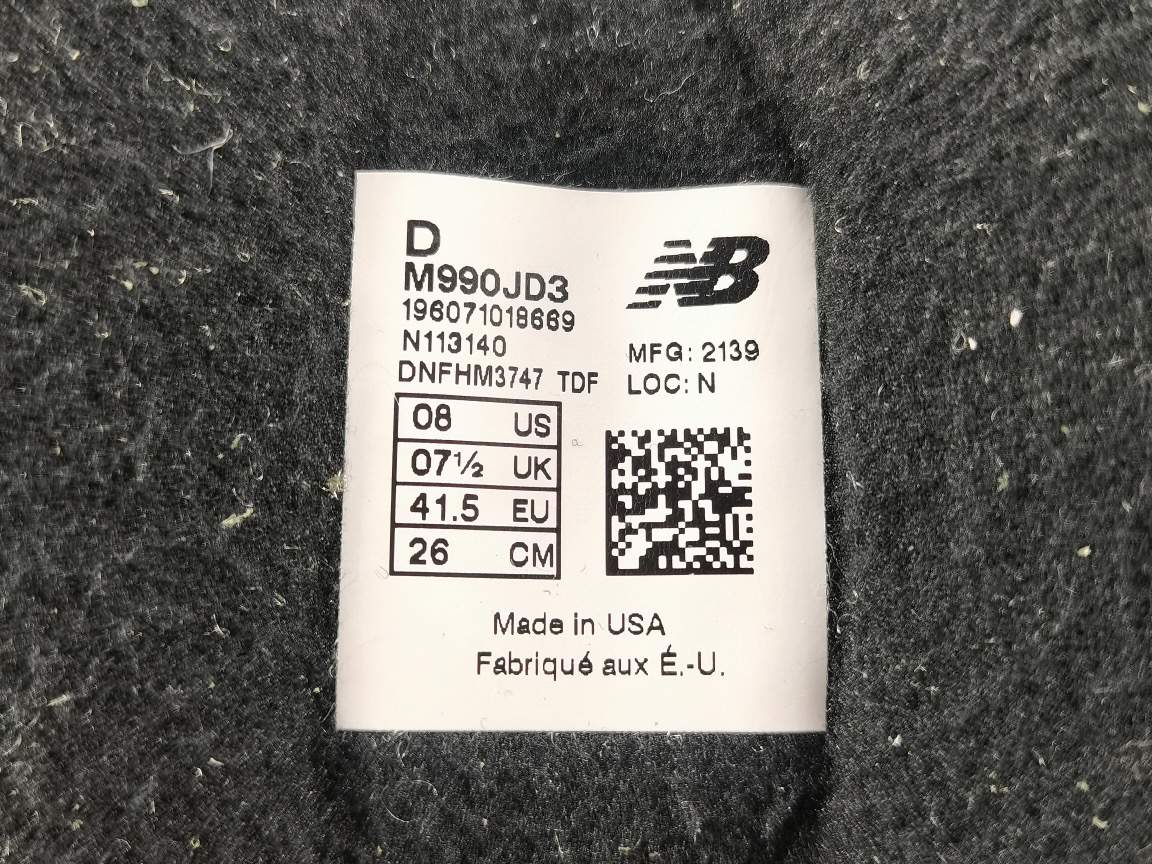 D
M990JD3
196071018669
N113140
DNFHM3747 TDF
NB
MFG: 2139
LOC: N
08 US
07½ UK
41.5 EU
26 CM
Made in USA
Fabriqué aux É.-U.